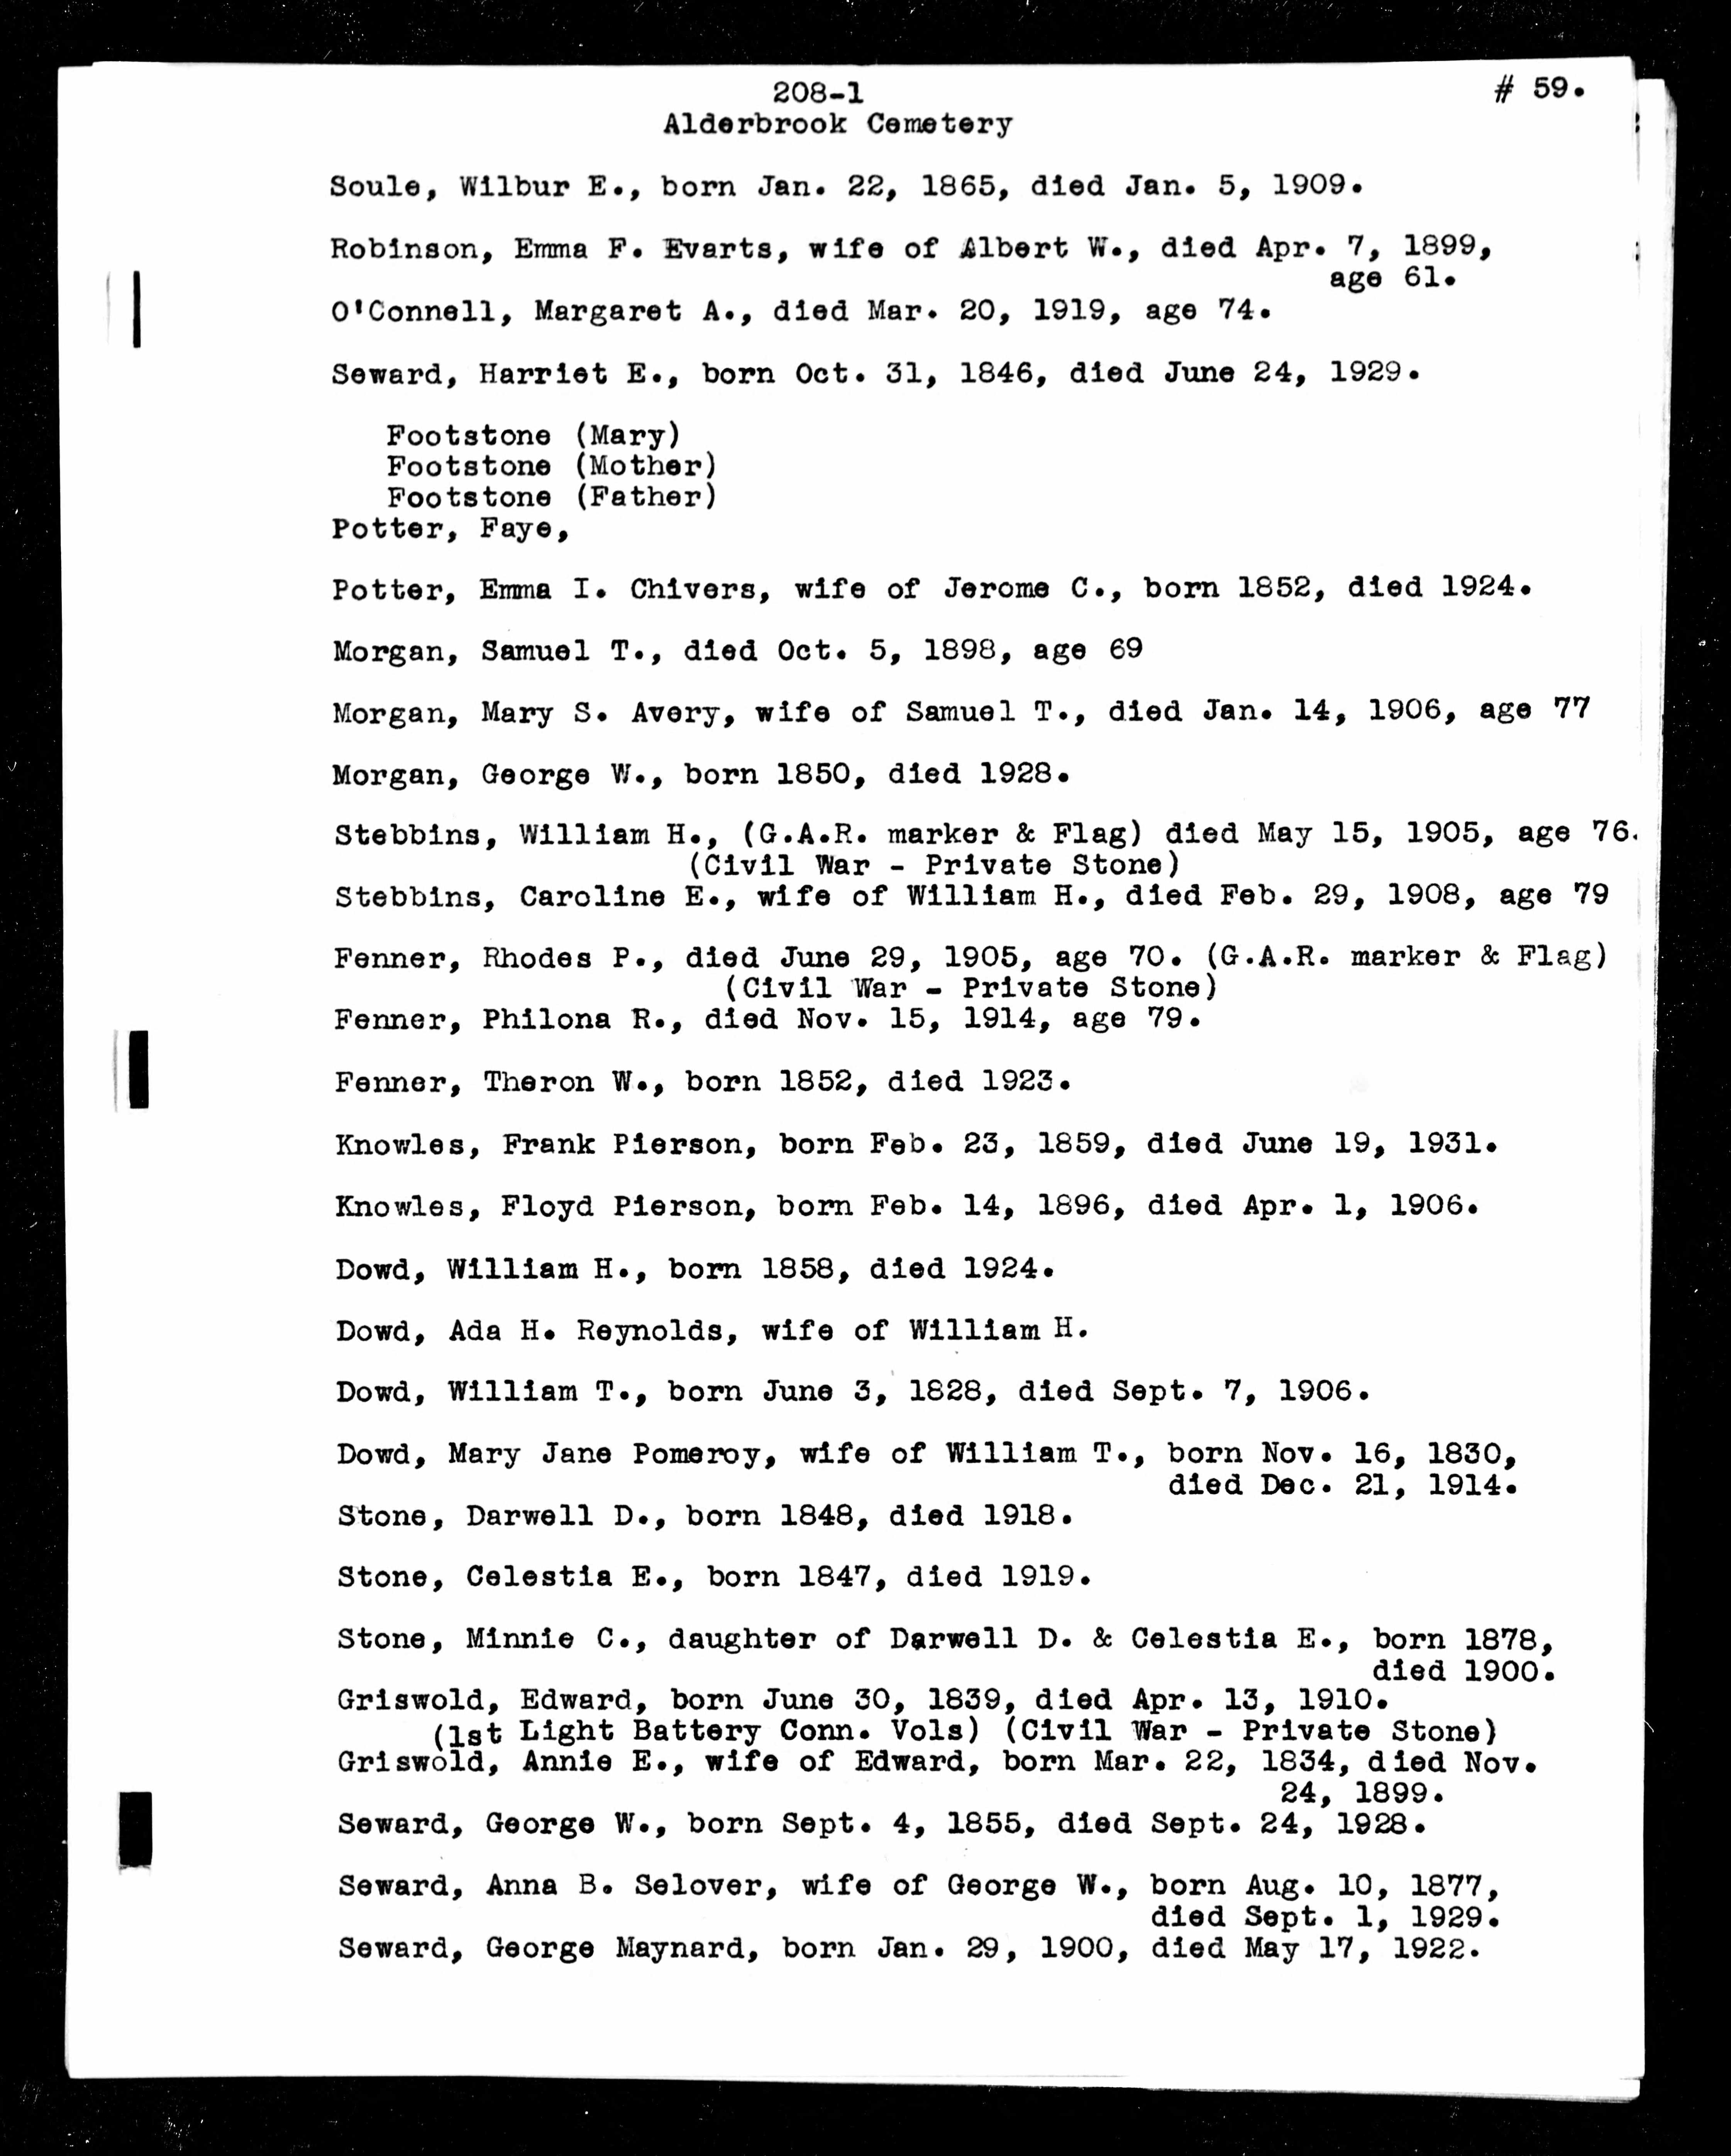 208-1
# 59.
Alderbrook Cemetery
Soule, Wilbur E., born Jan. 22, 1865, died Jan. 5, 1909.
Robinson, Emma F. Evarts, wife of Albert W., died Apr. 7, 1899,
age 61.
O'Connell, Margaret A., died Mar. 20, 1919, age 74.
Seward, Harriet E., born Oct. 31, 1846, died June 24, 1929.
Footstone (Mary)
Footstone (Mother)
Footstone (Father)
Potter, Faye,
Potter, Emma I. Chivers, wife of Jerome C., born 1852, died 1924.
Morgan, Samuel T., died Oct. 5, 1898, age 69
Morgan, Mary S. Avery, wife of Samuel T., died Jan. 14, 1906, age 77
Morgan, George W., born 1850, died 1928.
Stebbins, William H., (G.A.R. marker & Flag) died May 15, 1905, age 76.
(Civil War - Private Stone)
Stebbins, Caroline E., wife of William H., died Feb. 29, 1908, age 79
Fenner, Rhodes P., died June 29, 1905, age 70. (G.A.R. marker & Flag)
(Civil War - Private Stone)
Fenner, Philona R., died Nov. 15, 1914, age 79.
Fenner, Theron W., born 1852, died 1923.
Knowles, Frank Pierson, born Feb. 23, 1859, died June 19, 1931.
Knowles, Floyd Pierson, born Feb. 14, 1896, died Apr. 1, 1906.
Dowd, William H., born 1858, died 1924.
Dowd, Ada H. Reynolds, wife of William H.
Dowd, William T., born June 3, 1828, died Sept. 7, 1906.
Dowd, Mary Jane Pomeroy, wife of William T., born Nov. 16, 1830,
died Dec. 21, 1914.
Stone, Darwell D., born 1848, died 1918.
Stone, Celestia E., born 1847, died 1919.
Stone, Minnie C., daughter of Darwell D. & Celestia E., born 1878,
died 1900.
Griswold, Edward, born June 30, 1839, died Apr. 13, 1910.
(1st Light Battery Conn. Vols) (Civil War - Private Stone)
Griswold, Annie E., wife of Edward, born Mar. 22, 1834, died Nov.
24, 1899.
Seward, George W., born Sept. 4, 1855, died Sept. 24, 1928.
Seward, Anna B. Selover, wife of George W., born Aug. 10, 1877,
died Sept. 1, 1929.
Seward, George Maynard, born Jan. 29, 1900, died May 17, 1922.